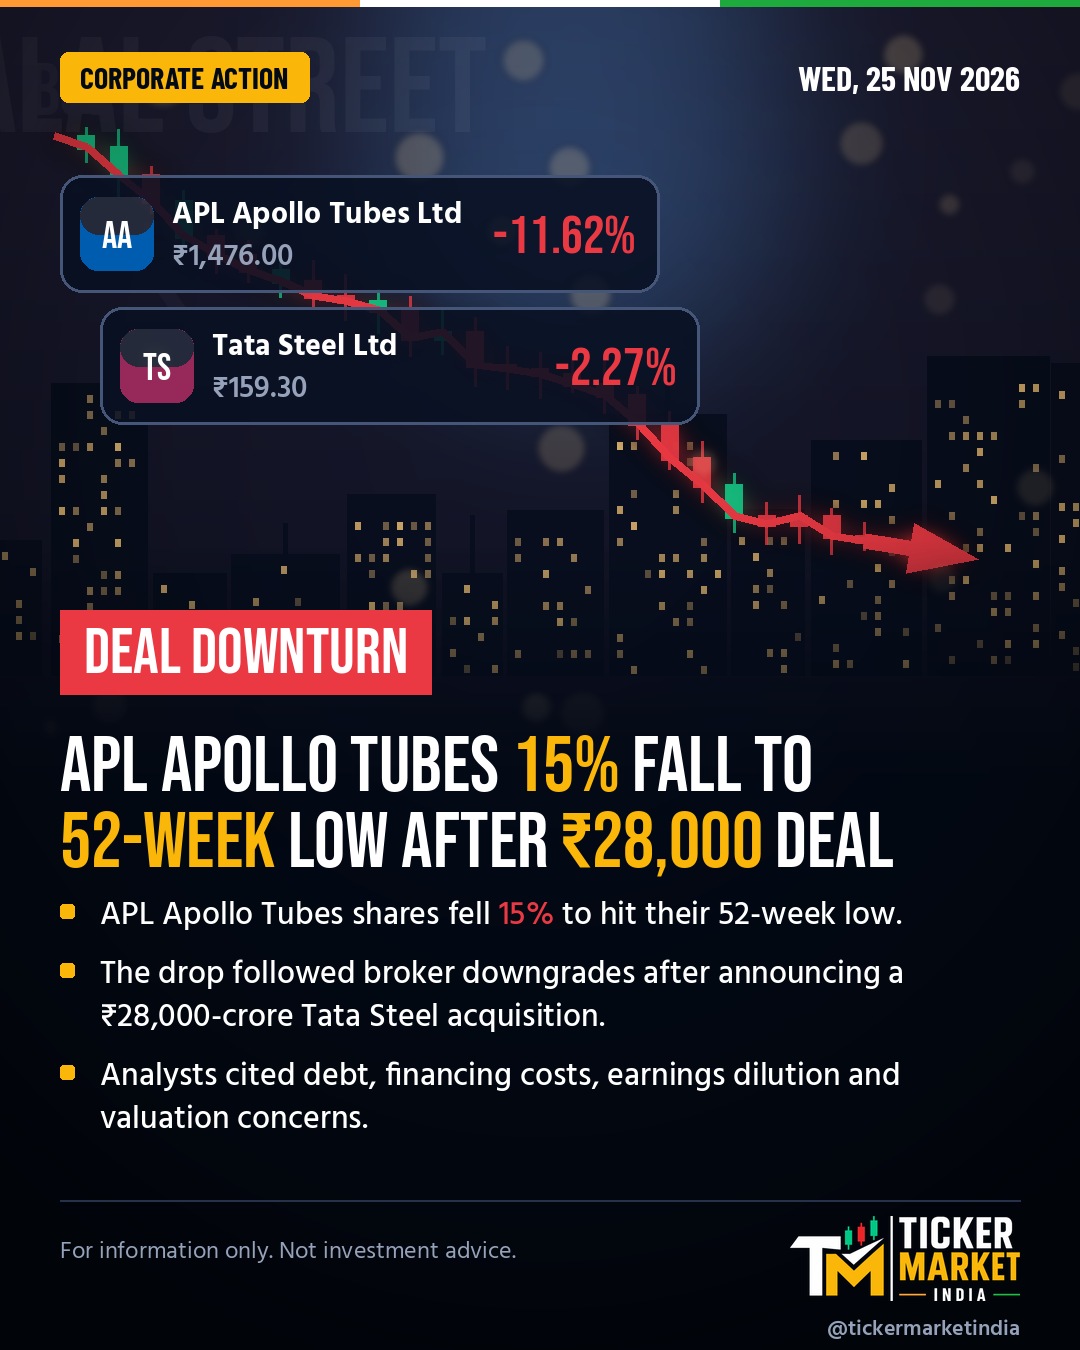 CORPORATE ACTION
WED, 25 NOV 2026
AA
APL Apollo Tubes Ltd
₹1,476.00
-11.62%
TS
Tata Steel Ltd
₹159.30
-2.27%
DEAL DOWNTURN
APL APOLLO TUBES 15% FALL TO
52-WEEK LOW AFTER ₹28,000 DEAL
APL Apollo Tubes shares fell 15% to hit their 52-week low.
The drop followed broker downgrades after announcing a
₹28,000-crore Tata Steel acquisition.
Analysts cited debt, financing costs, earnings dilution and
valuation concerns.
For information only. Not investment advice.
TM
TICKER
MARKET
INDIA
@tickermarketindia